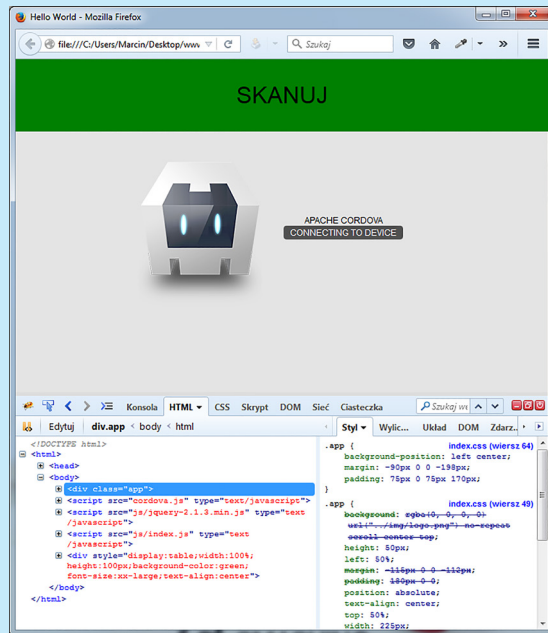 Hello World - Mozilla Firefox
file:///C:/Users/Marcin/Desktop/www
Szukaj
SKANUJ
APACHE CORDOVA
CONNECTING TO DEVICE
Konsola HTML CSS Skrypt DOM Sieć Ciasteczka
Szukaj w
Edytuj div.app < body < html
Styl Wylic... Układ DOM Zdarz...
<!DOCTYPE html>
<html>
<head>
<body>
<div class="app">
<script src="cordova.js" type="text/javascript">
<script src="js/jquery-2.1.3.min.js" type="text
/javascript">
<script src="js/index.js" type="text
/javascript">
<div style="display:table;width:100%;
height:100px;background-color:green;
font-size:xx-large;text-align:center">
</body>
</html>
.app { index.css (wiersz 64)
background-position: left center;
margin: -90px 0 0 -198px;
padding: 75px 0 75px 170px;
}
.app { index.css (wiersz 49)
background: rgba(0, 0, 0, 0)
url("../img/logo.png") no-repeat
scroll center top;
height: 50px;
left: 50%;
margin: -115px 0 0 -112px;
padding: 180px 0 0;
position: absolute;
text-align: center;
top: 50%;
width: 225px;